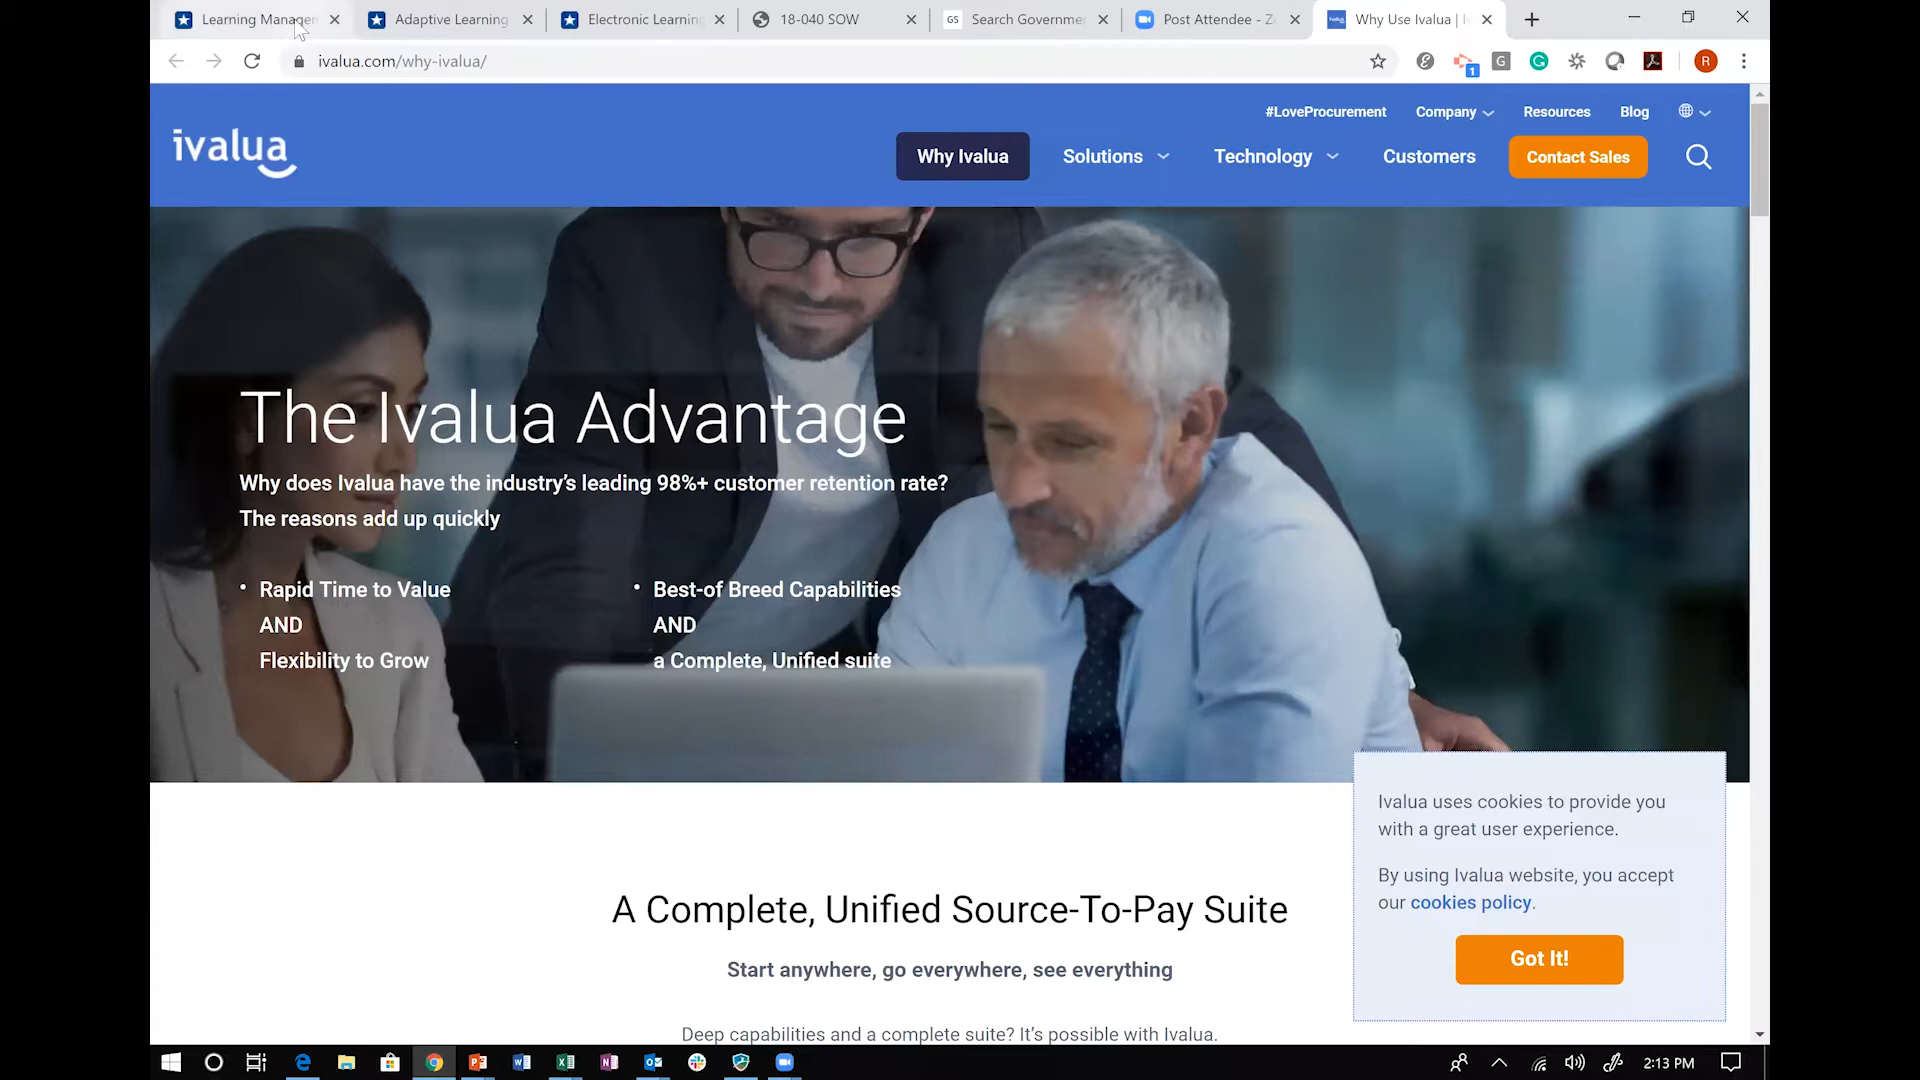 Learning Managem
Adaptive Learning
Electronic Learning
18-040 SOW
GS
Search Governme
Post Attendee - Zo
Why Use Ivalua | Iv
ivalua.com/why-ivalua/
1
G
R
#LoveProcurement
Company
Resources
Blog
ivalua
Why Ivalua
Solutions
Technology
Customers
Contact Sales
The Ivalua Advantage
Why does Ivalua have the industry’s leading 98%+ customer retention rate?
The reasons add up quickly
• Rapid Time to Value
AND
Flexibility to Grow
• Best-of Breed Capabilities
AND
a Complete, Unified suite
Ivalua uses cookies to provide you
with a great user experience.
By using Ivalua website, you accept
our cookies policy.
Got It!
A Complete, Unified Source-To-Pay Suite
Start anywhere, go everywhere, see everything
Deep capabilities and a complete suite? It’s possible with Ivalua.
2:13 PM